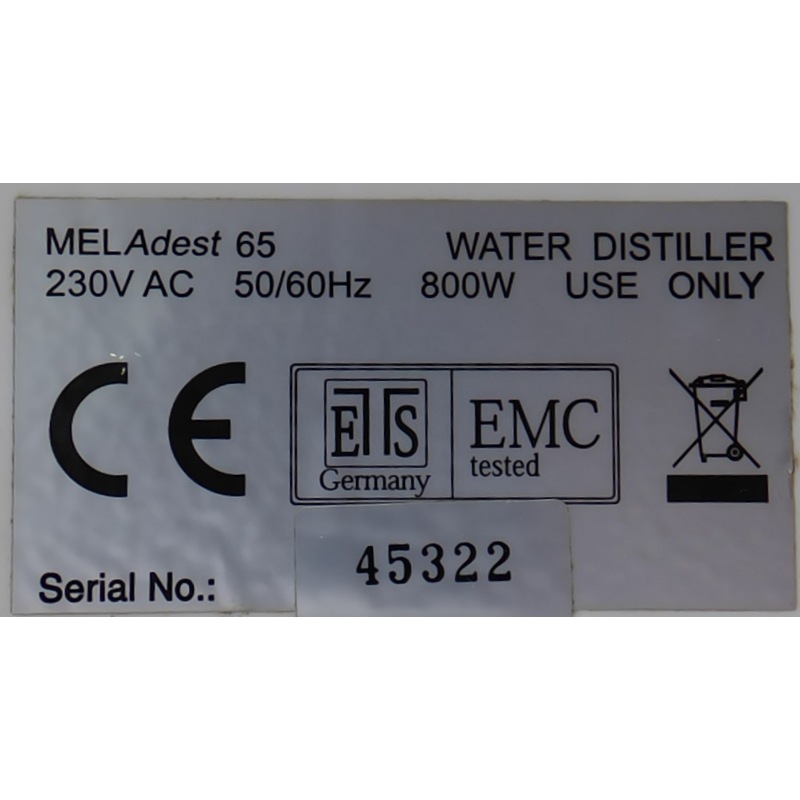 MELAdest 65 WATER DISTILLER
230V AC 50/60Hz 800W USE ONLY
CE
ETS
Germany
EMC
tested
Serial No.: 45322